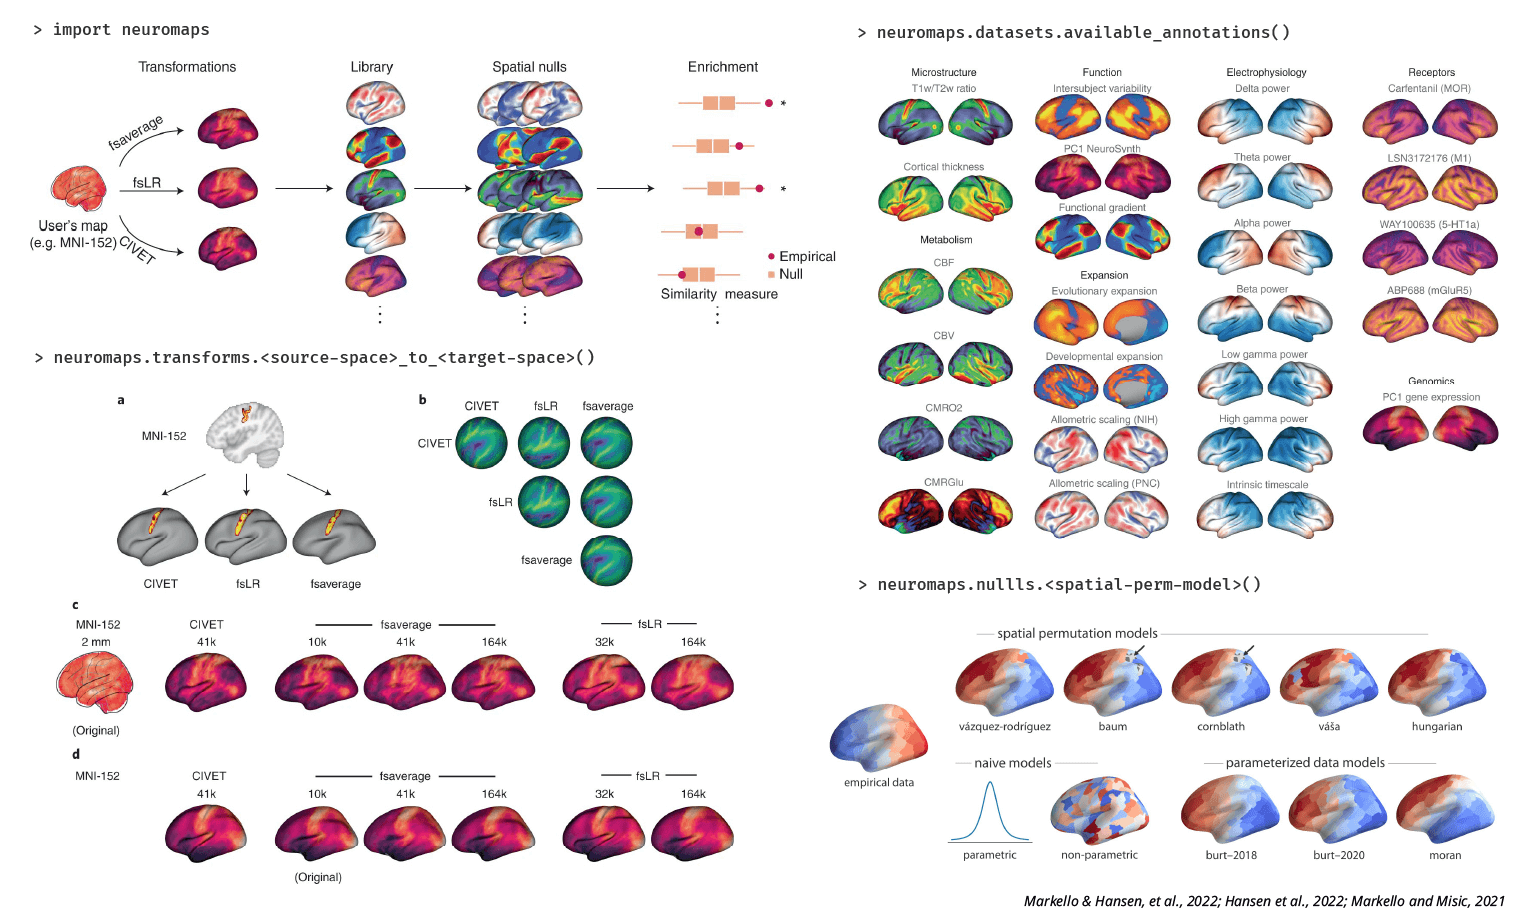 > import neuromaps
Transformations
Library
Spatial nulls
Enrichment
fsaverage
fsLR
CIVET
User's map
(e.g. MNI-152)
*
*
Empirical
Null
Similarity measure
> neuromaps.transforms.<source-space>_to_<target-space>()
a
MNI-152
CIVET
fsLR
fsaverage
b
CIVET
fsLR
fsaverage
CIVET
fsLR
fsaverage
c
MNI-152
2 mm
CIVET
41k
fsaverage
10k
41k
164k
fsLR
32k
164k
(Original)
d
MNI-152
CIVET
41k
fsaverage
10k
41k
164k
fsLR
32k
164k
(Original)
> neuromaps.datasets.available_annotations()
Microstructure
T1w/T2w ratio
Cortical thickness
Metabolism
CBF
CBV
CMRO2
CMRGlu
Function
Intersubject variability
PC1 NeuroSynth
Functional gradient
Expansion
Evolutionary expansion
Developmental expansion
Allometric scaling (NIH)
Allometric scaling (PNC)
Electrophysiology
Delta power
Theta power
Alpha power
Beta power
Low gamma power
High gamma power
Intrinsic timescale
Receptors
Carfentanil (MOR)
LSN3172176 (M1)
WAY100635 (5-HT1a)
ABP688 (mGluR5)
Genomics
PC1 gene expression
> neuromaps.nullls.<spatial-perm-model>()
spatial permutation models
vázquez-rodríguez
baum
cornblath
váša
hungarian
empirical data
naive models
parametric
non-parametric
parameterized data models
burt–2018
burt–2020
moran
Markello & Hansen, et al., 2022; Hansen et al., 2022; Markello and Misic, 2021